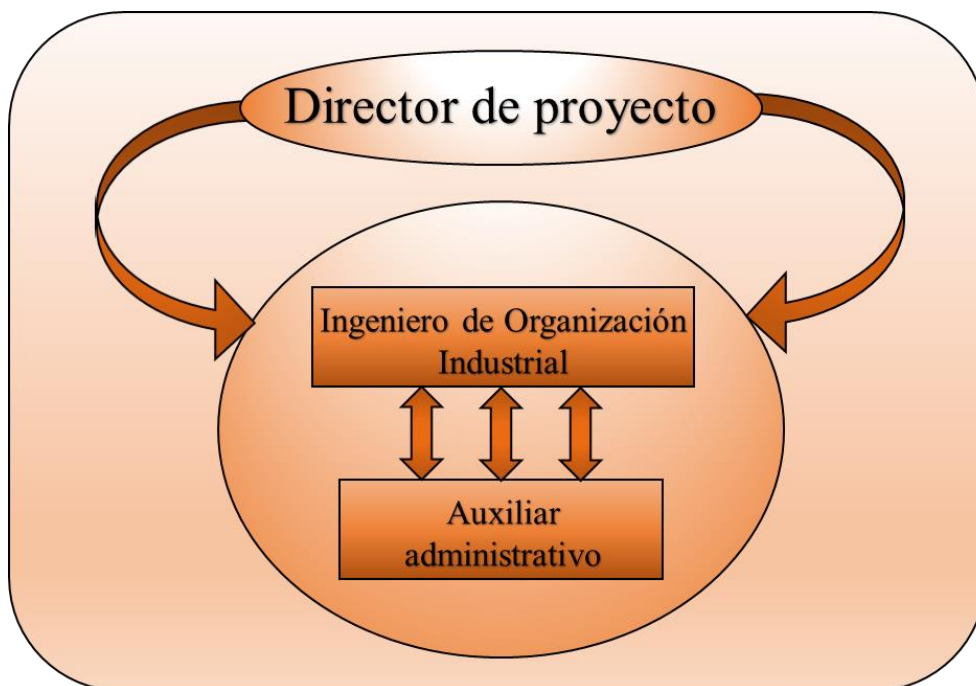 Director de proyecto
Ingeniero de Organización
Industrial
Auxiliar
administrativo